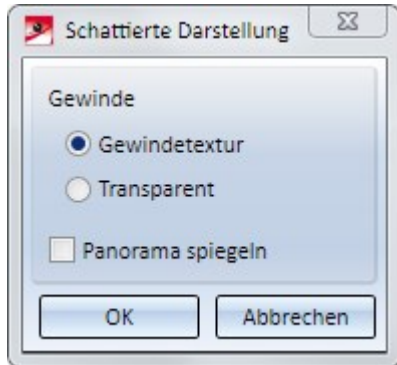 Schattierte Darstellung
Gewinde
Gewindetextur
Transparent
Panorama spiegeln
OK
Abbrechen